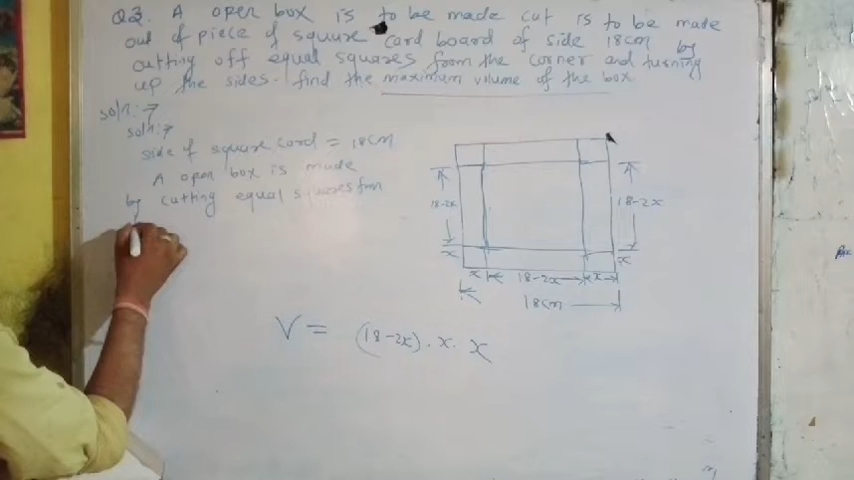 Q2. A open box is to be made cut is to be made
out of piece of square card board of side 18cm by
cutting off equal squares from the corner and turning
up the sides. find the maximum volume of the box.
soln:→
soln:→
side of square card = 18cm
A open box is made
by cutting equal squares from
18-2x
18-2x
x
x
x
18-2x
x
18cm
V = (18-2x) . x . x